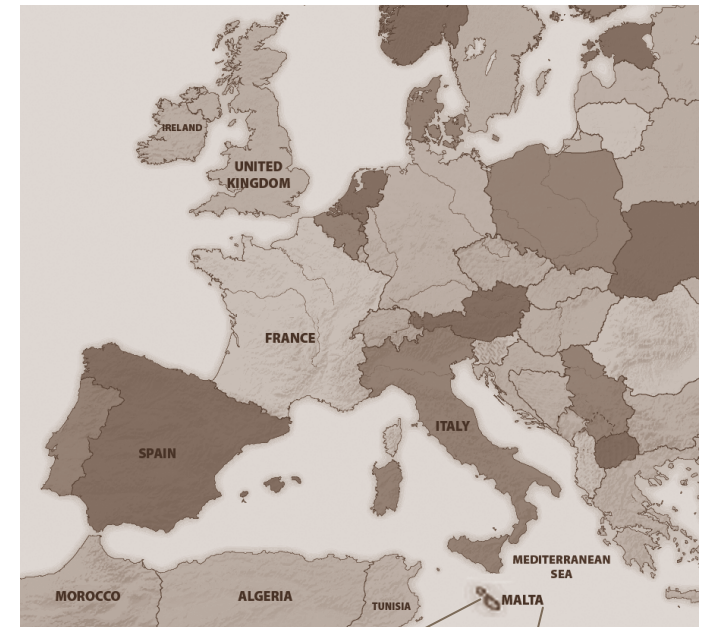 IRELAND
UNITED
KINGDOM
FRANCE
SPAIN
ITALY
MEDITERRANEAN
SEA
MOROCCO
ALGERIA
TUNISIA
MALTA